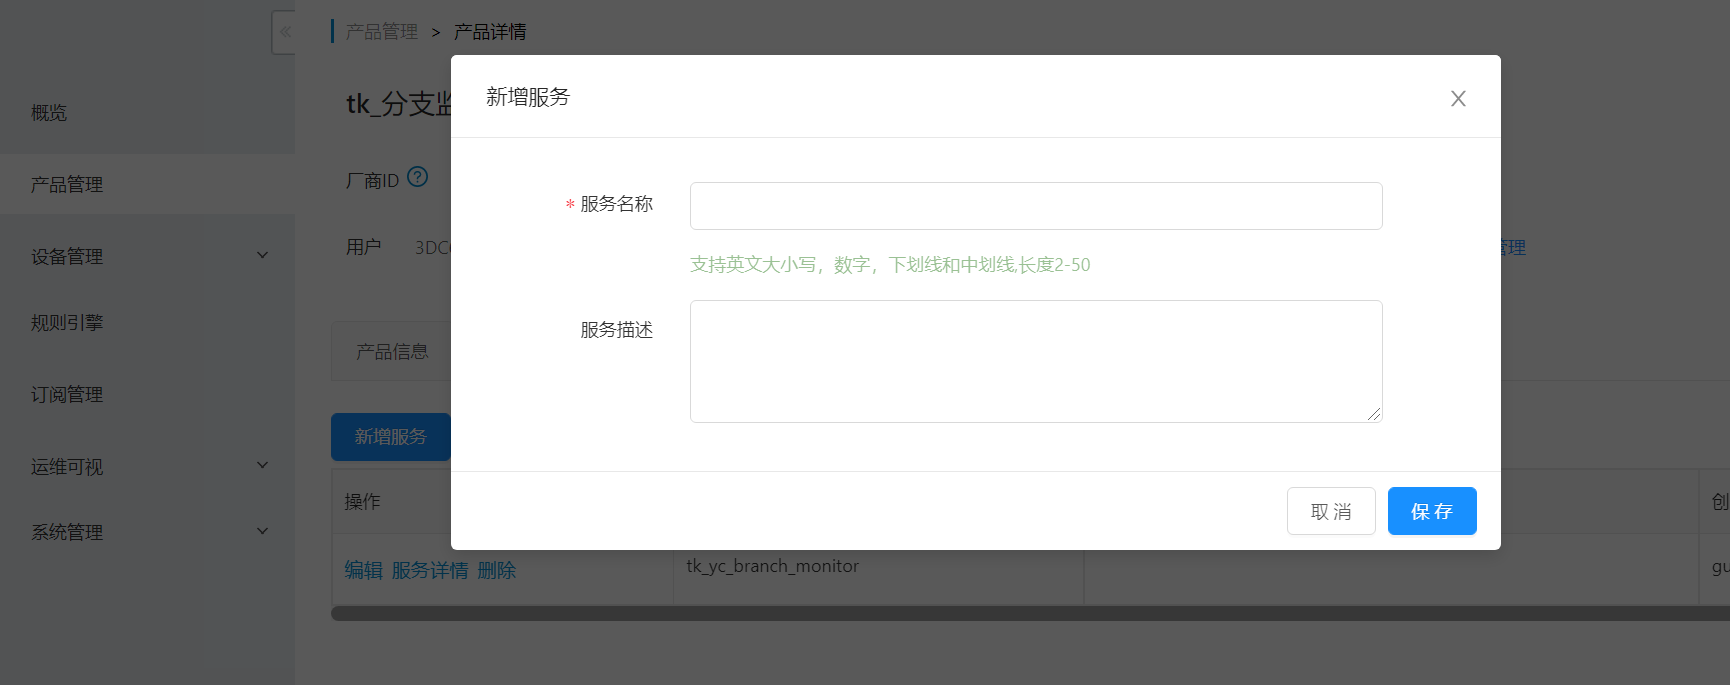 产品管理 > 产品详情
概览
产品管理
设备管理
规则引擎
订阅管理
运维可视
系统管理
tk_分支监
厂商ID
用户 3DC
管理
产品信息
新增服务
操作
创
编辑 服务详情 删除 tk_yc_branch_monitor gu
新增服务
* 服务名称
支持英文大小写，数字，下划线和中划线,长度2-50
服务描述
取 消 保 存